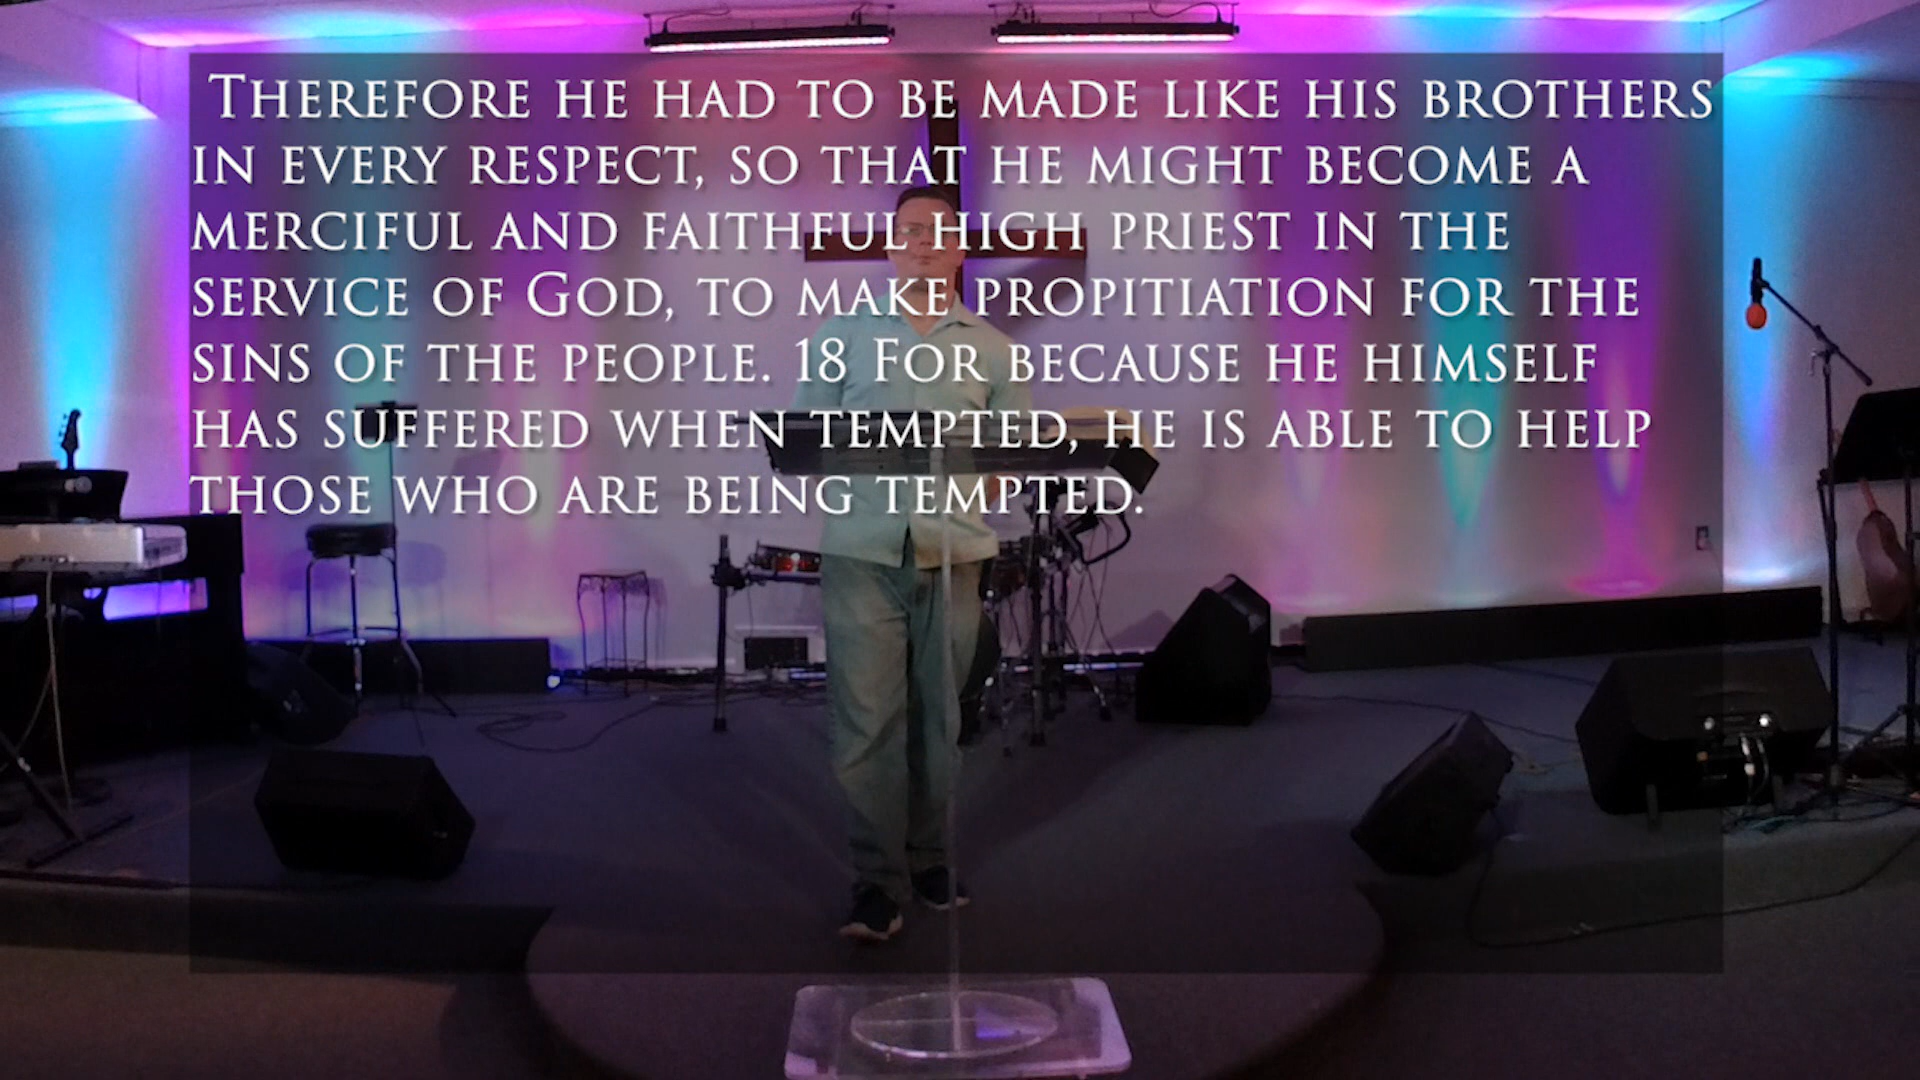 Therefore he had to be made like his brothers
in every respect, so that he might become a
merciful and faithful high priest in the
service of God, to make propitiation for the
sins of the people. 18 For because he himself
has suffered when tempted, he is able to help
those who are being tempted.